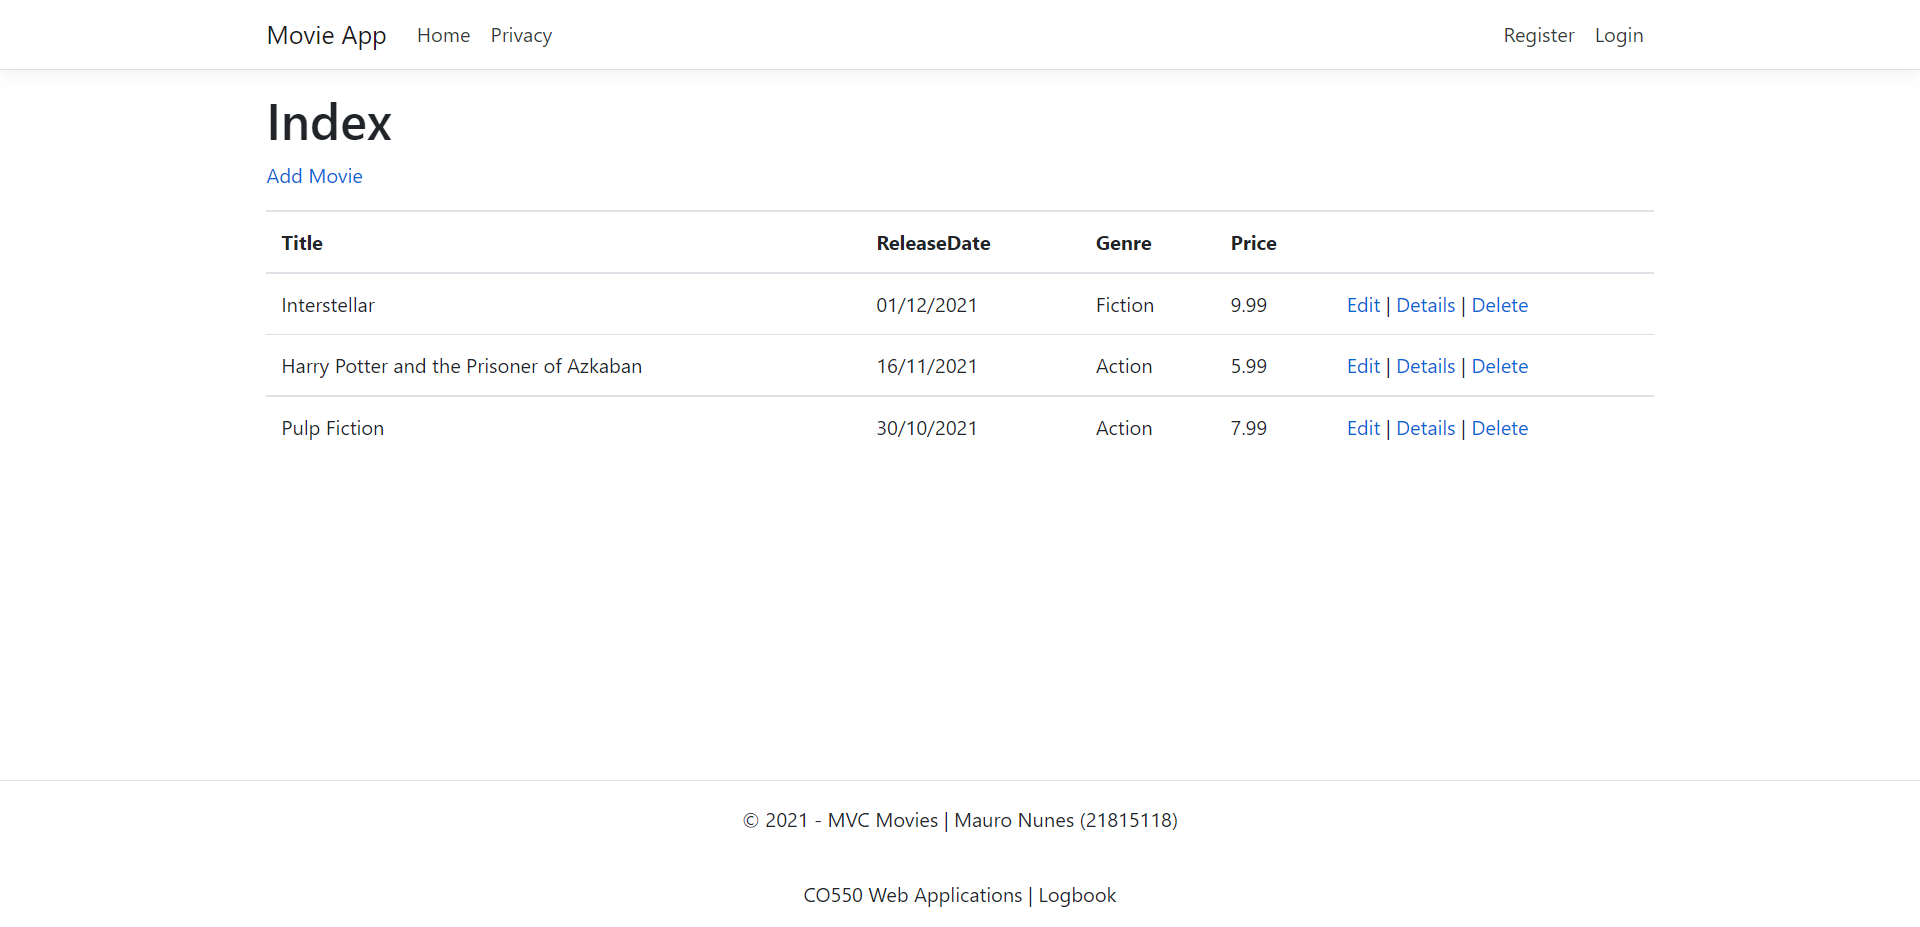 Movie App Home Privacy Register Login
Index
Add Movie
Title ReleaseDate Genre Price
Interstellar 01/12/2021 Fiction 9.99 Edit | Details | Delete
Harry Potter and the Prisoner of Azkaban 16/11/2021 Action 5.99 Edit | Details | Delete
Pulp Fiction 30/10/2021 Action 7.99 Edit | Details | Delete
© 2021 - MVC Movies | Mauro Nunes (21815118)
CO550 Web Applications | Logbook